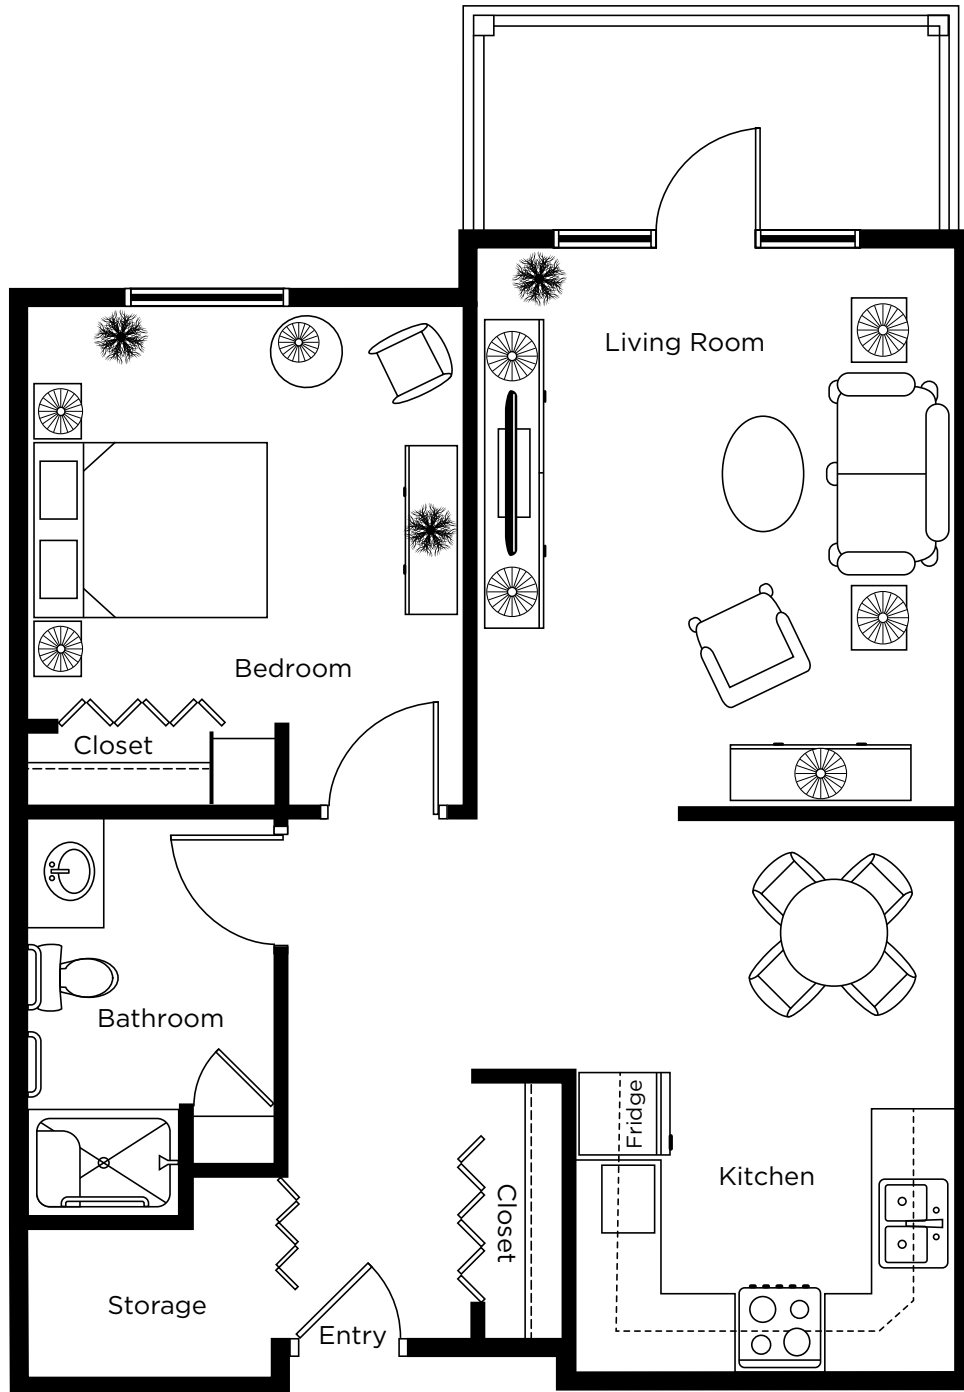 Living Room
Bedroom
Closet
Bathroom
Fridge
Kitchen
Closet
Storage
Entry